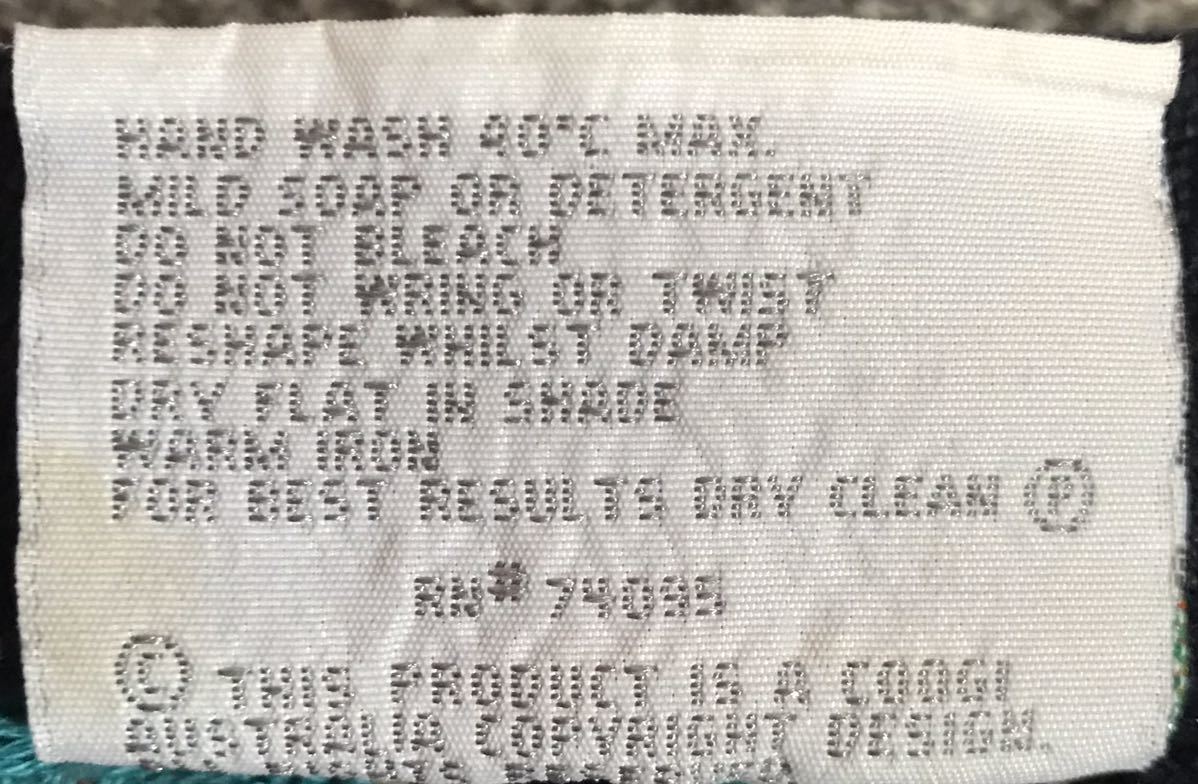 HAND WASH 40°C MAX.
MILD SOAP OR DETERGENT
DO NOT BLEACH
DO NOT WRING OR TWIST
RESHAPE WHILST DAMP
DRY FLAT IN SHADE
WARM IRON
FOR BEST RESULTS DRY CLEAN Ⓟ
RN#
© THIS PRODUCT IS A COOGI
AUSTRALIA COPYRIGHT DESIGN.